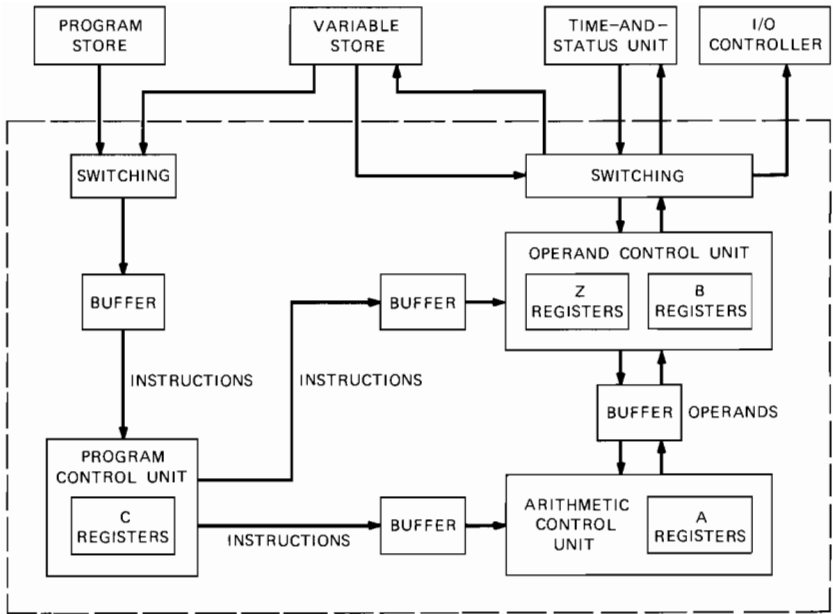 PROGRAM
STORE
VARIABLE
STORE
TIME-AND-
STATUS UNIT
I/O
CONTROLLER
SWITCHING
SWITCHING
OPERAND CONTROL UNIT
Z
REGISTERS
B
REGISTERS
BUFFER
BUFFER
INSTRUCTIONS
INSTRUCTIONS
BUFFER
OPERANDS
PROGRAM
CONTROL UNIT
C
REGISTERS
INSTRUCTIONS
BUFFER
ARITHMETIC
CONTROL
UNIT
A
REGISTERS